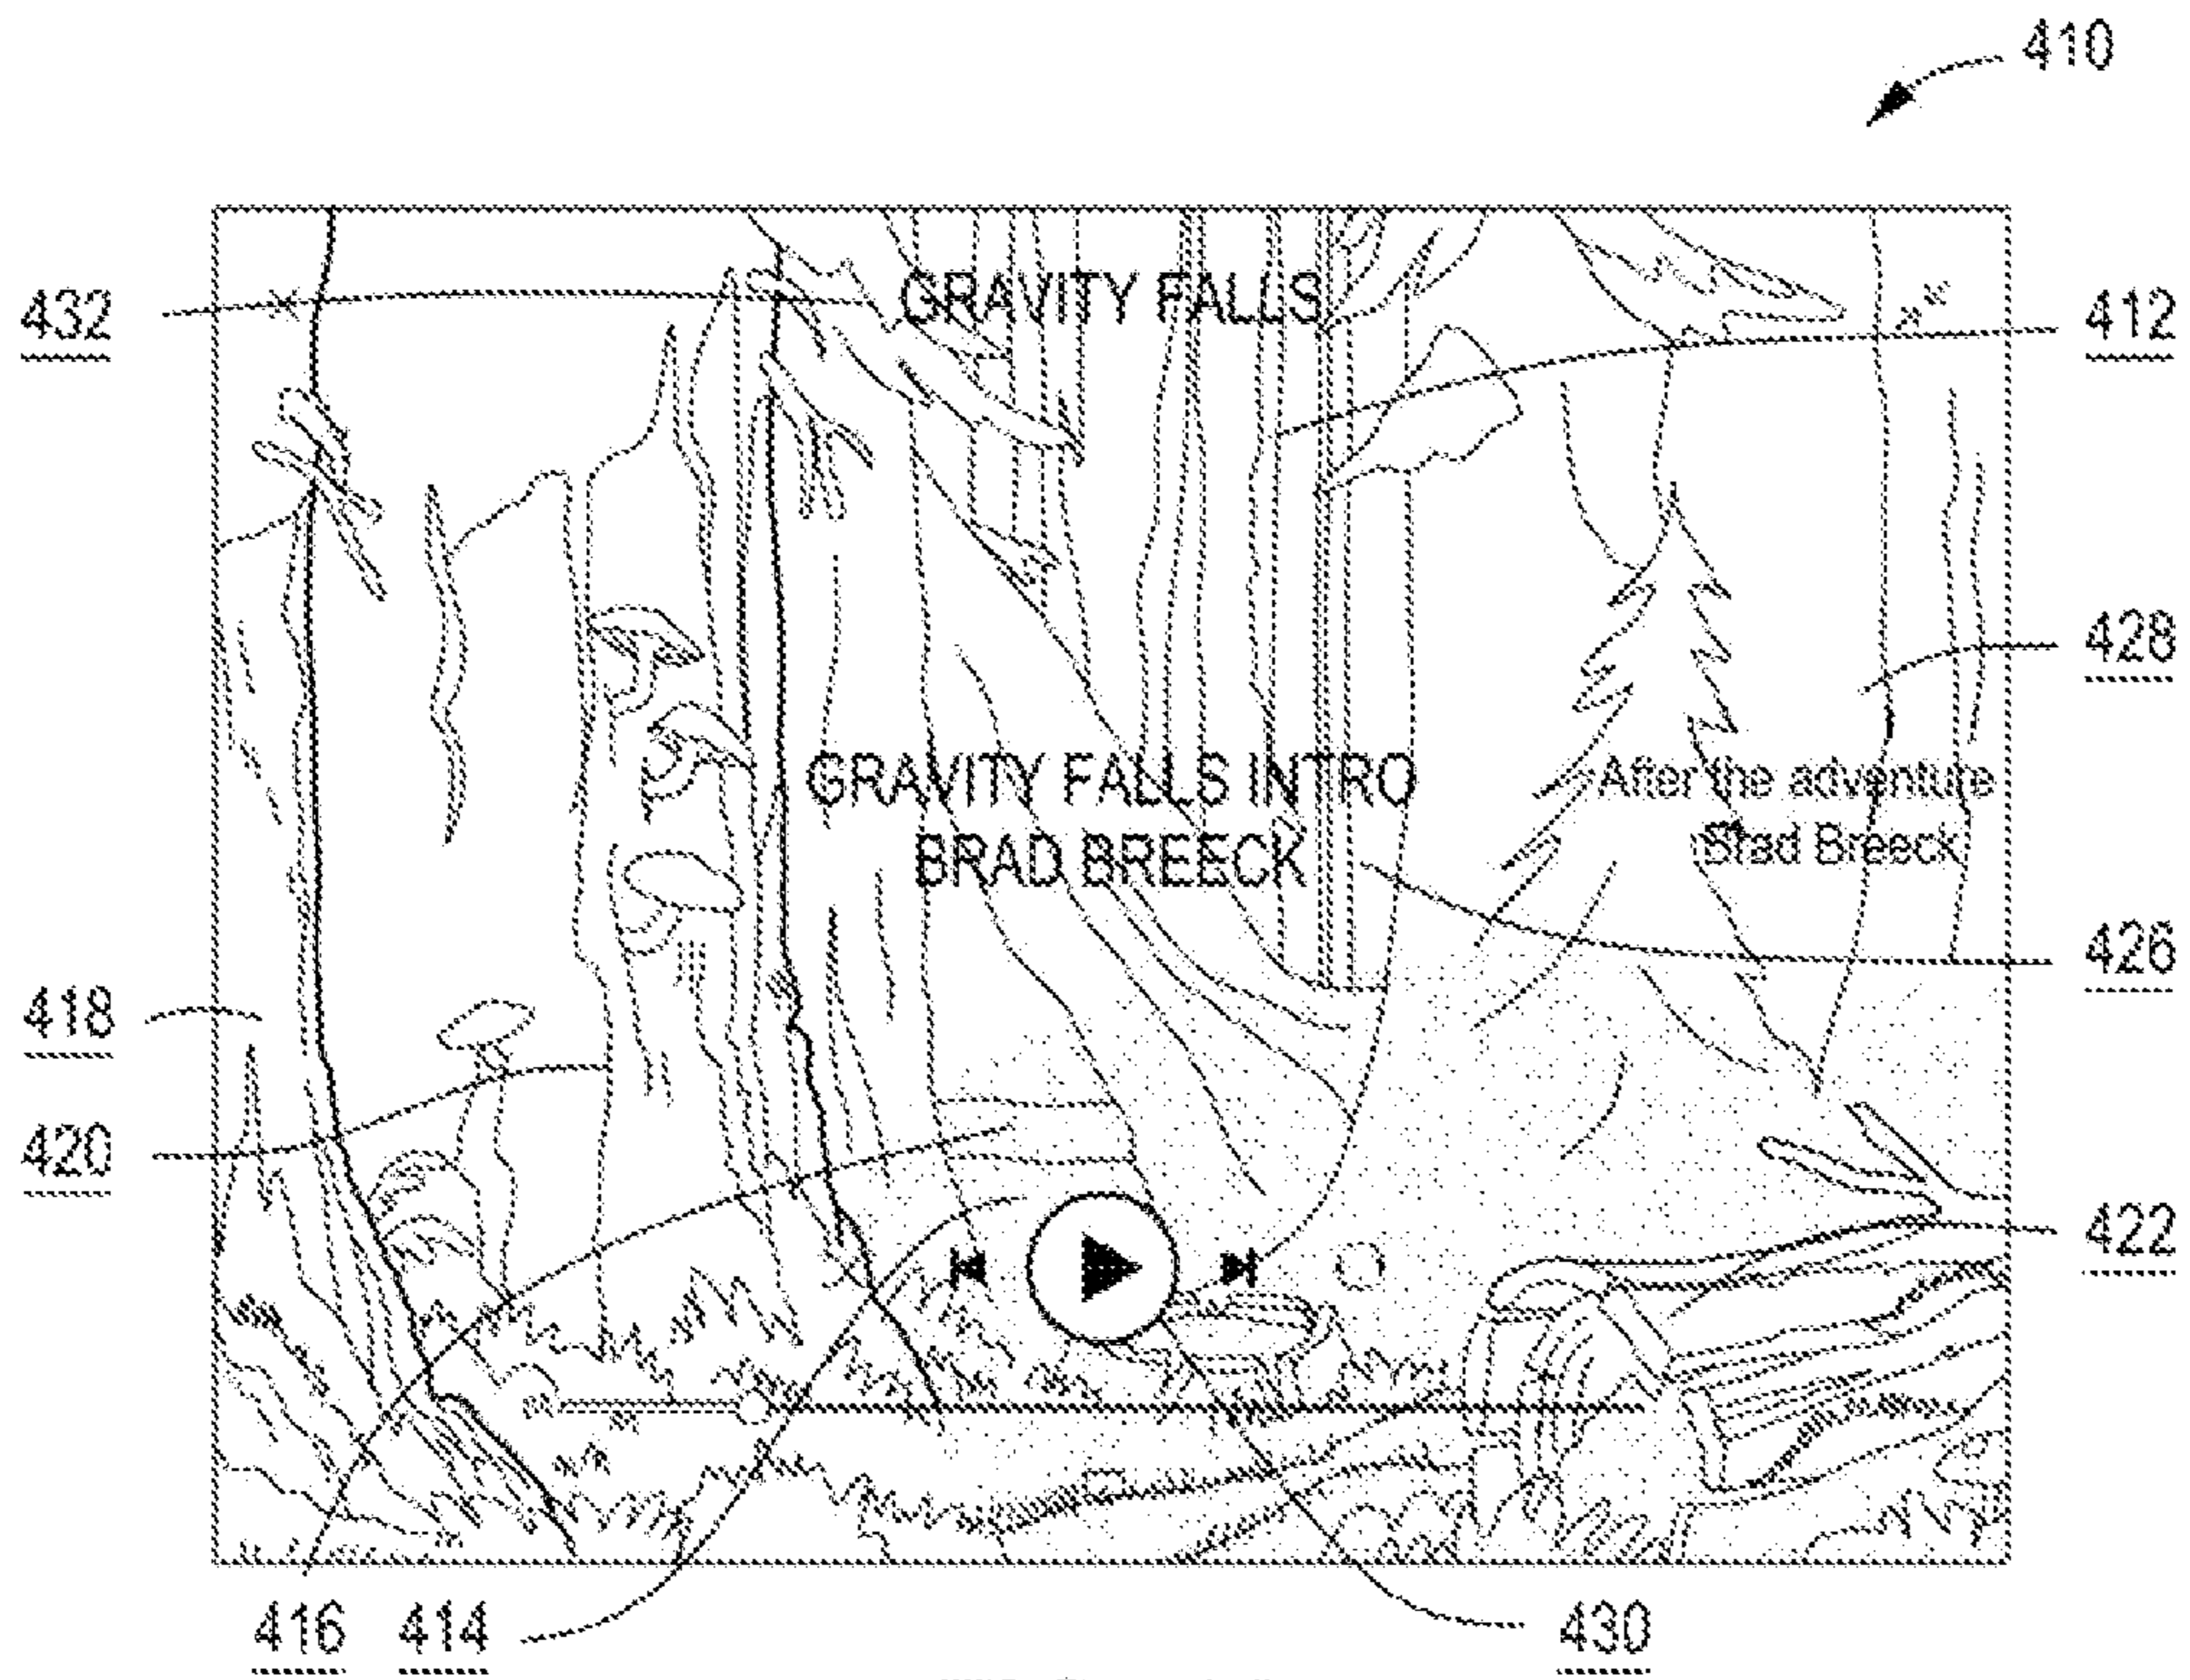 410
432
GRAVITY FALLS
412
428
GRAVITY FALLS INTRO
BRAD BREECK
After the adventure
Brad Breeck
426
418
420
422
416
414
430